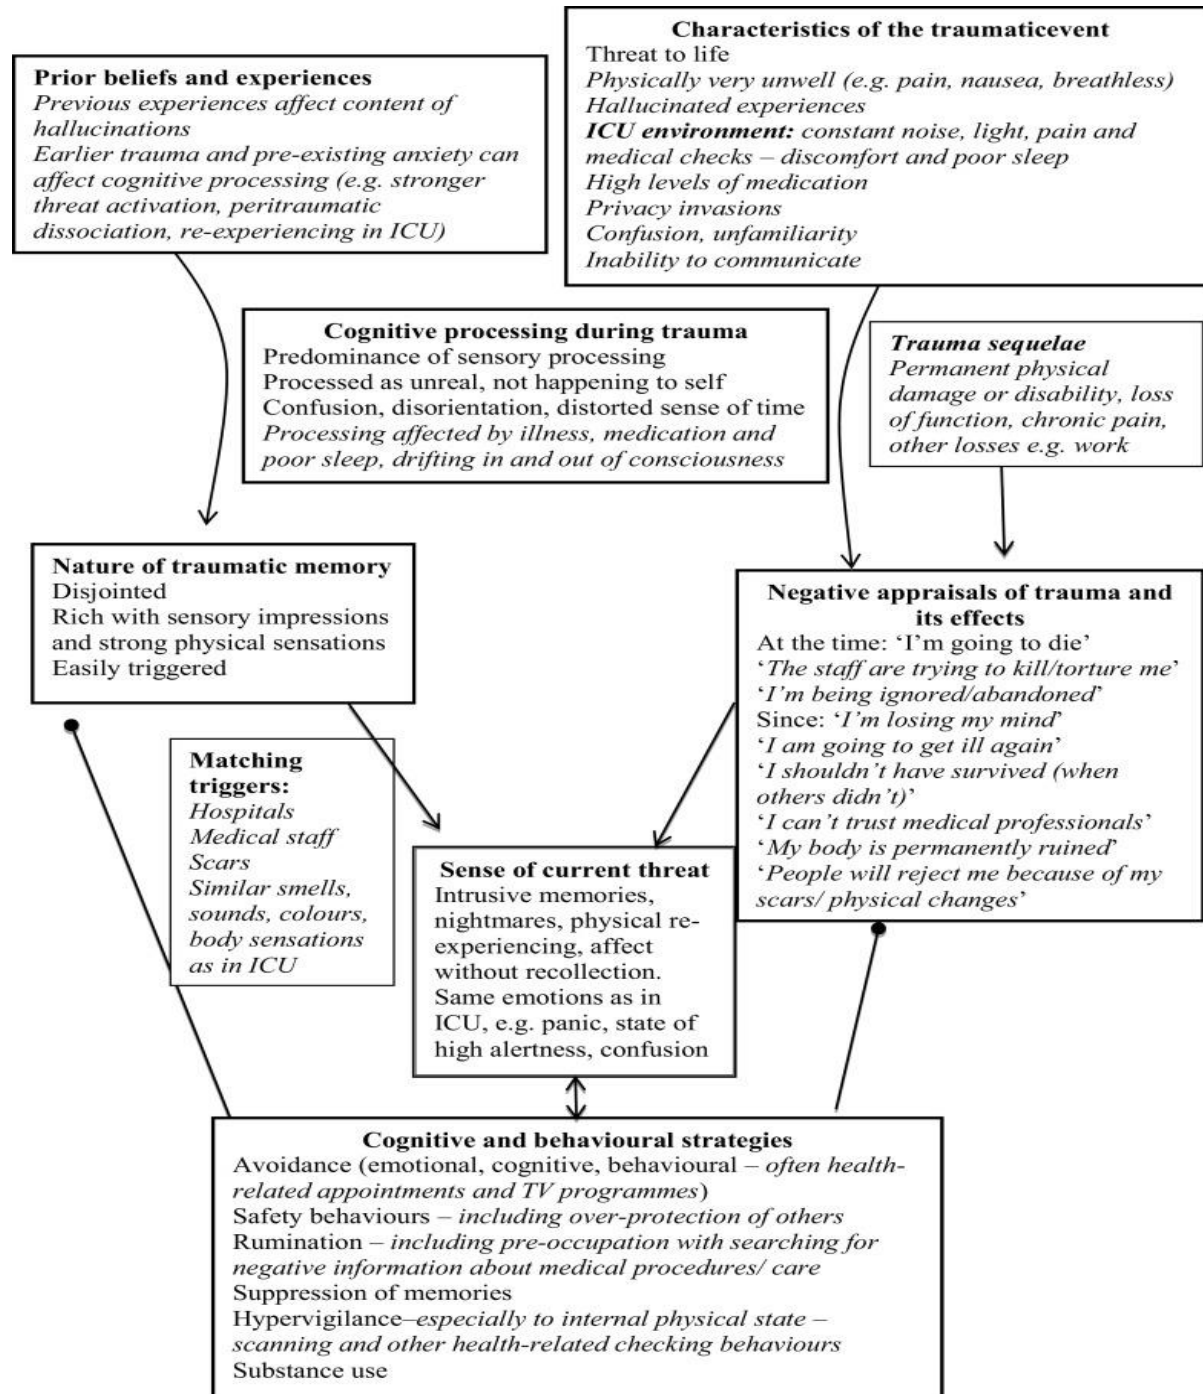 Prior beliefs and experiences
Previous experiences affect content of
hallucinations
Earlier trauma and pre-existing anxiety can
affect cognitive processing (e.g. stronger
threat activation, peritraumatic
dissociation, re-experiencing in ICU)
Characteristics of the traumaticevent
Threat to life
Physically very unwell (e.g. pain, nausea, breathless)
Hallucinated experiences
ICU environment: constant noise, light, pain and
medical checks – discomfort and poor sleep
High levels of medication
Privacy invasions
Confusion, unfamiliarity
Inability to communicate
Cognitive processing during trauma
Predominance of sensory processing
Processed as unreal, not happening to self
Confusion, disorientation, distorted sense of time
Processing affected by illness, medication and
poor sleep, drifting in and out of consciousness
Trauma sequelae
Permanent physical
damage or disability, loss
of function, chronic pain,
other losses e.g. work
Nature of traumatic memory
Disjointed
Rich with sensory impressions
and strong physical sensations
Easily triggered
Negative appraisals of trauma and
its effects
At the time: ‘I’m going to die’
‘The staff are trying to kill/torture me’
‘I’m being ignored/abandoned’
Since: ‘I’m losing my mind’
‘I am going to get ill again’
‘I shouldn’t have survived (when
others didn’t)’
‘I can’t trust medical professionals’
‘My body is permanently ruined’
‘People will reject me because of my
scars/ physical changes’
Matching
triggers:
Hospitals
Medical staff
Scars
Similar smells,
sounds, colours,
body sensations
as in ICU
Sense of current threat
Intrusive memories,
nightmares, physical re-
experiencing, affect
without recollection.
Same emotions as in
ICU, e.g. panic, state of
high alertness, confusion
Cognitive and behavioural strategies
Avoidance (emotional, cognitive, behavioural – often health-
related appointments and TV programmes)
Safety behaviours – including over-protection of others
Rumination – including pre-occupation with searching for
negative information about medical procedures/ care
Suppression of memories
Hypervigilance–especially to internal physical state –
scanning and other health-related checking behaviours
Substance use